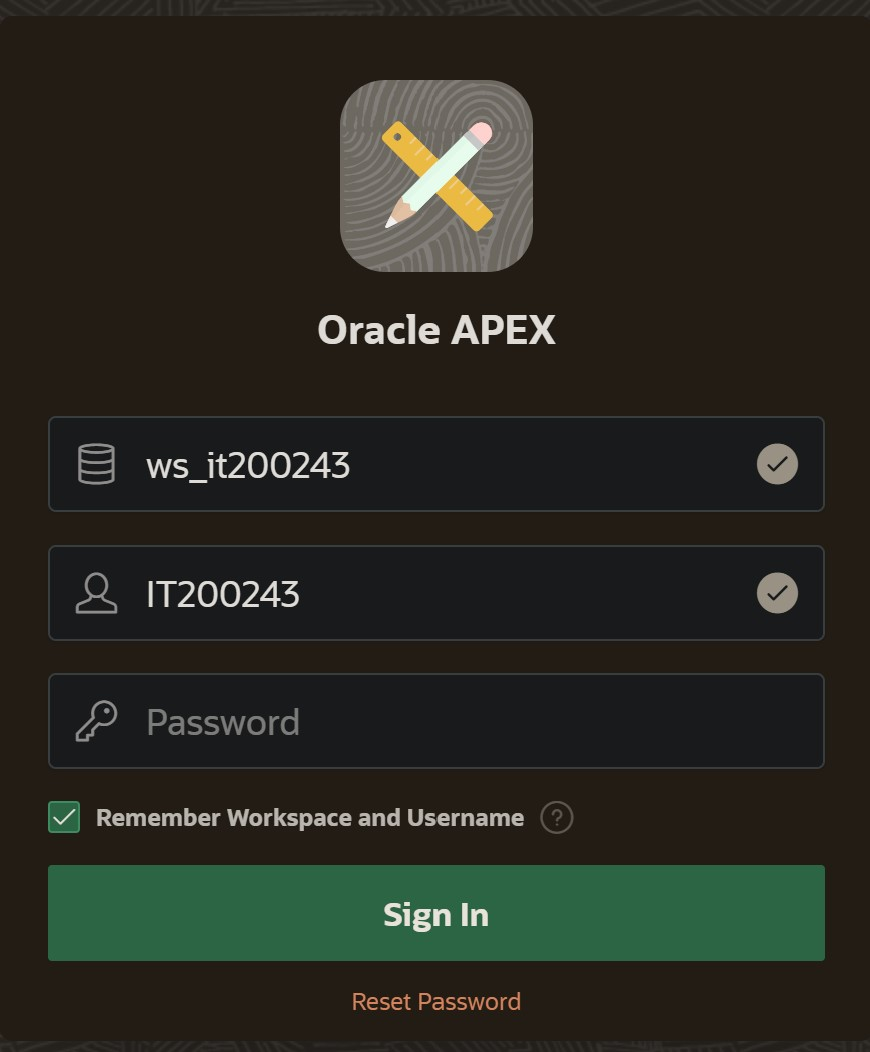 Oracle APEX
ws_it200243
IT200243
Password
Remember Workspace and Username ?
Sign In
Reset Password